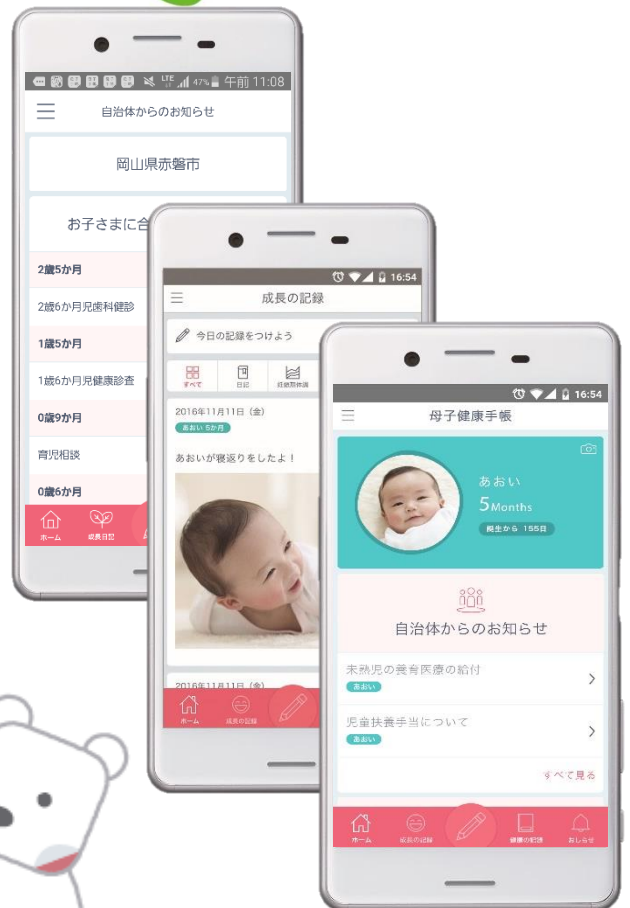 LTE 47% 午前 11:08
自治体からのお知らせ
岡山県赤磐市
お子さまに合
2歳5か月
2歳6か月児歯科健診
1歳5か月
1歳6か月児健康診査
0歳9か月
育児相談
0歳6か月
ホーム 成長日記
16:54
成長の記録
今日の記録をつけよう
すべて 日記 妊娠期体調
2016年11月11日（金）
あおい 5か月
あおいが寝返りをしたよ！
2016年11月11日（金）
ホーム 成長の記録
16:54
母子健康手帳
あおい
5Months
誕生から 155日
自治体からのお知らせ
未熟児の養育医療の給付
あおい
児童扶養手当について
あおい
すべて見る
ホーム 成長の記録 健康の記録 おしらせ